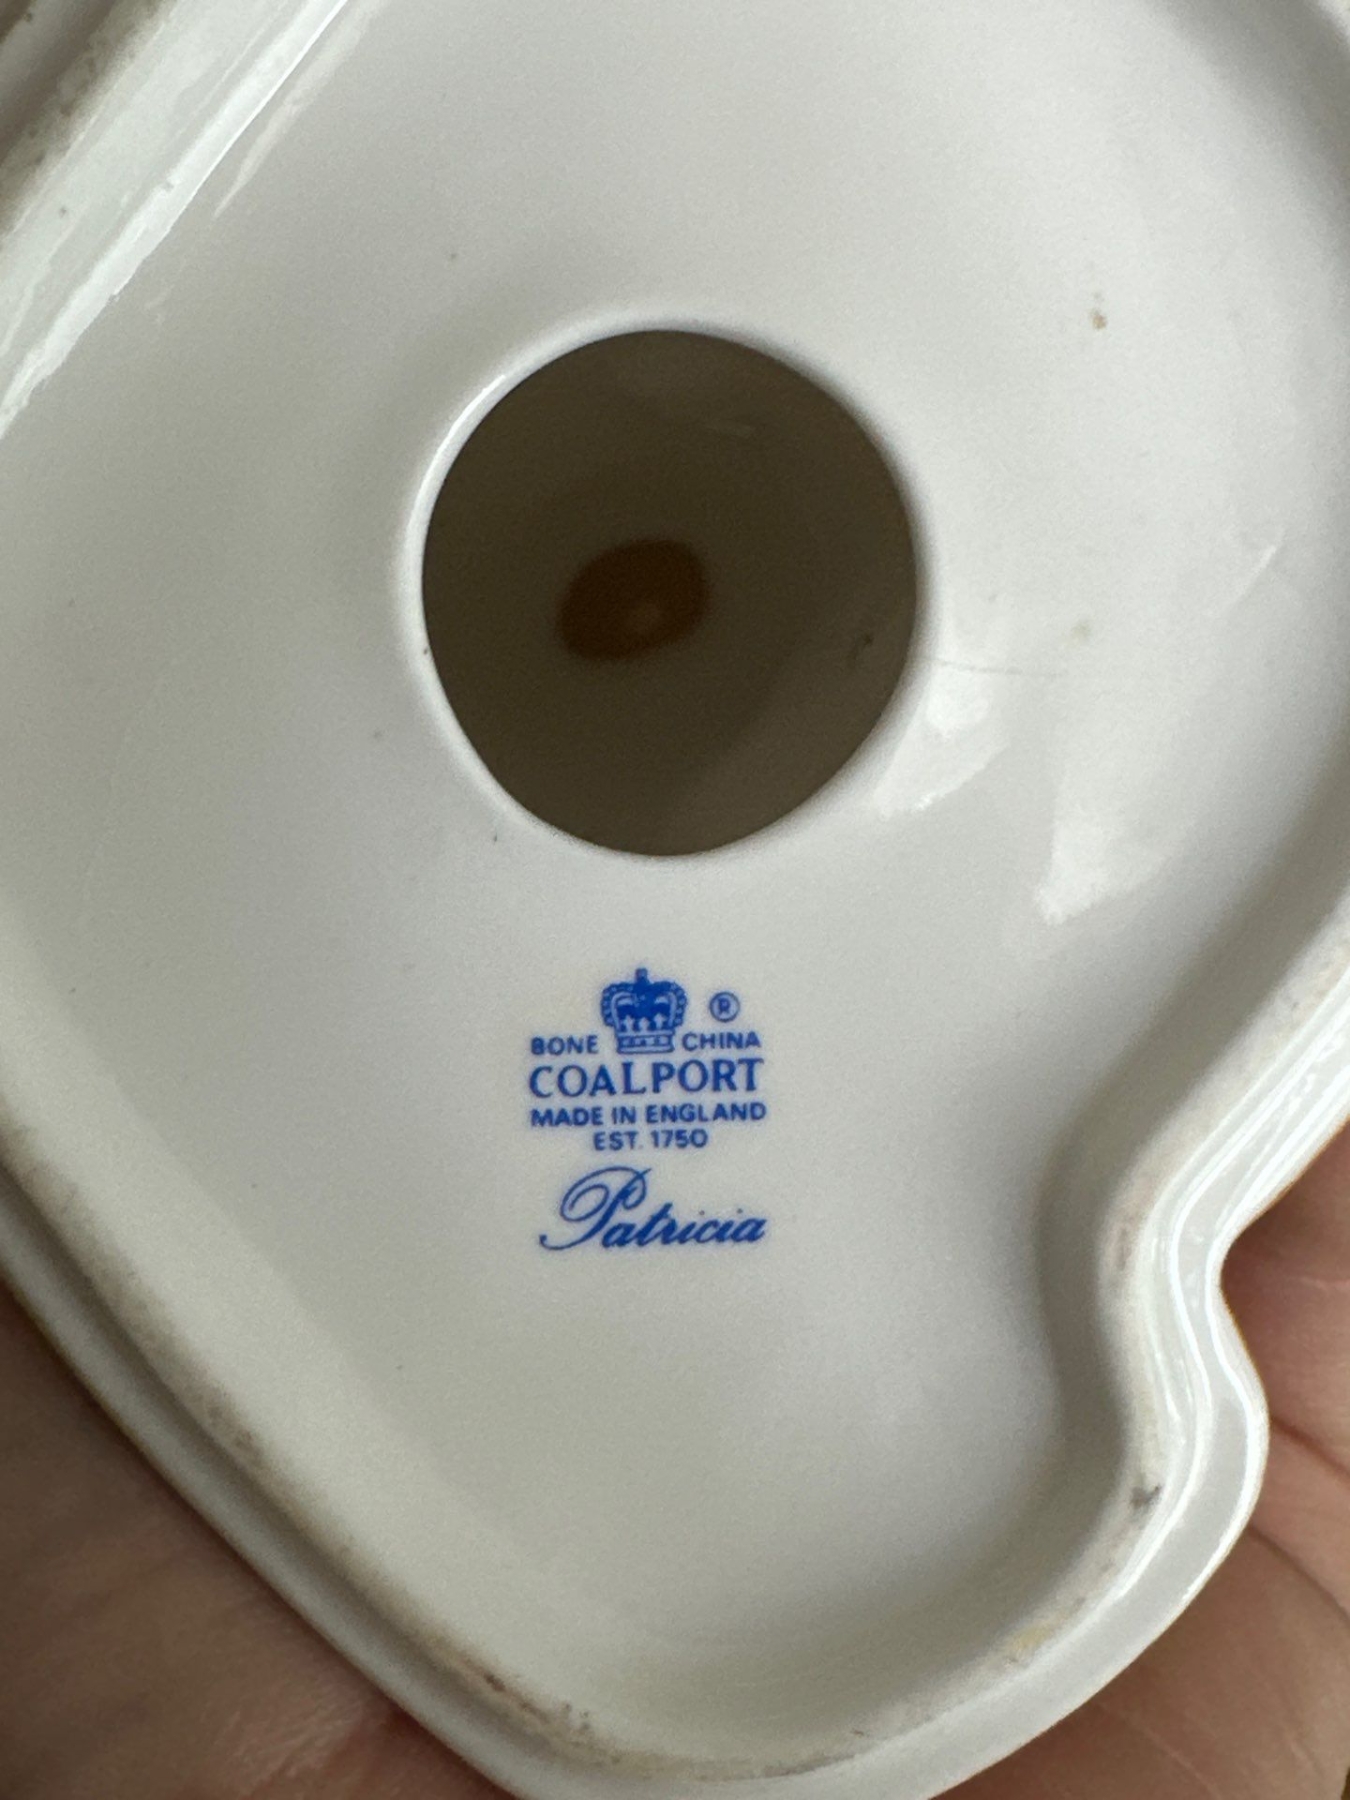 ®
BONE CHINA
COALPORT
MADE IN ENGLAND
EST. 1750
Patricia